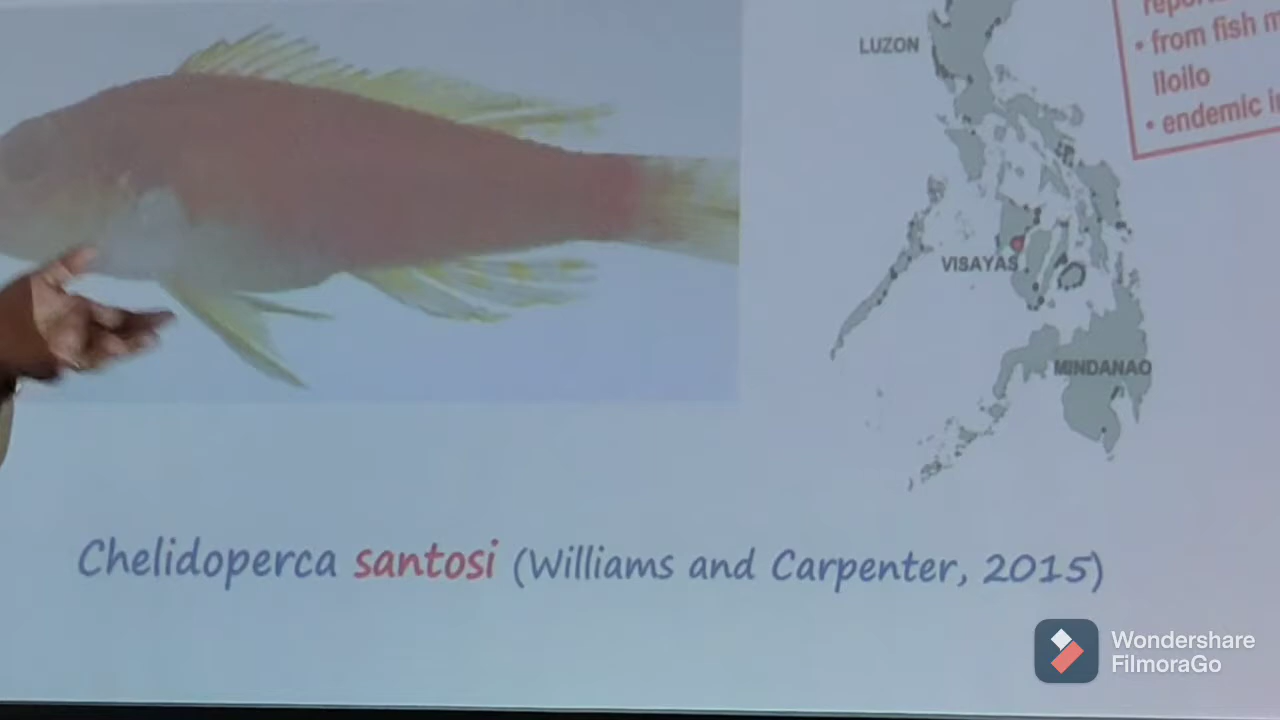 LUZON
• from fish
Iloilo
• endemic
VISAYAS
MINDANAO
Chelidoperca santosi (Williams and Carpenter, 2015)
Wondershare
FilmoraGo